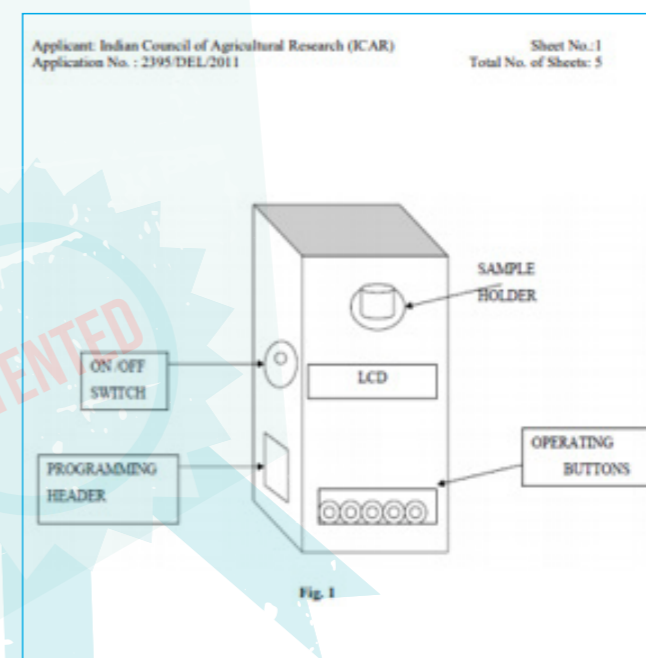 Applicant: Indian Council of Agricultural Research (ICAR)
Sheet No.:1
Application No. : 2395/DEL/2011
Total No. of Sheets: 5
SAMPLE
HOLDER
ON /OFF
SWITCH
LCD
OPERATING
BUTTONS
PROGRAMMING
HEADER
Fig. 1